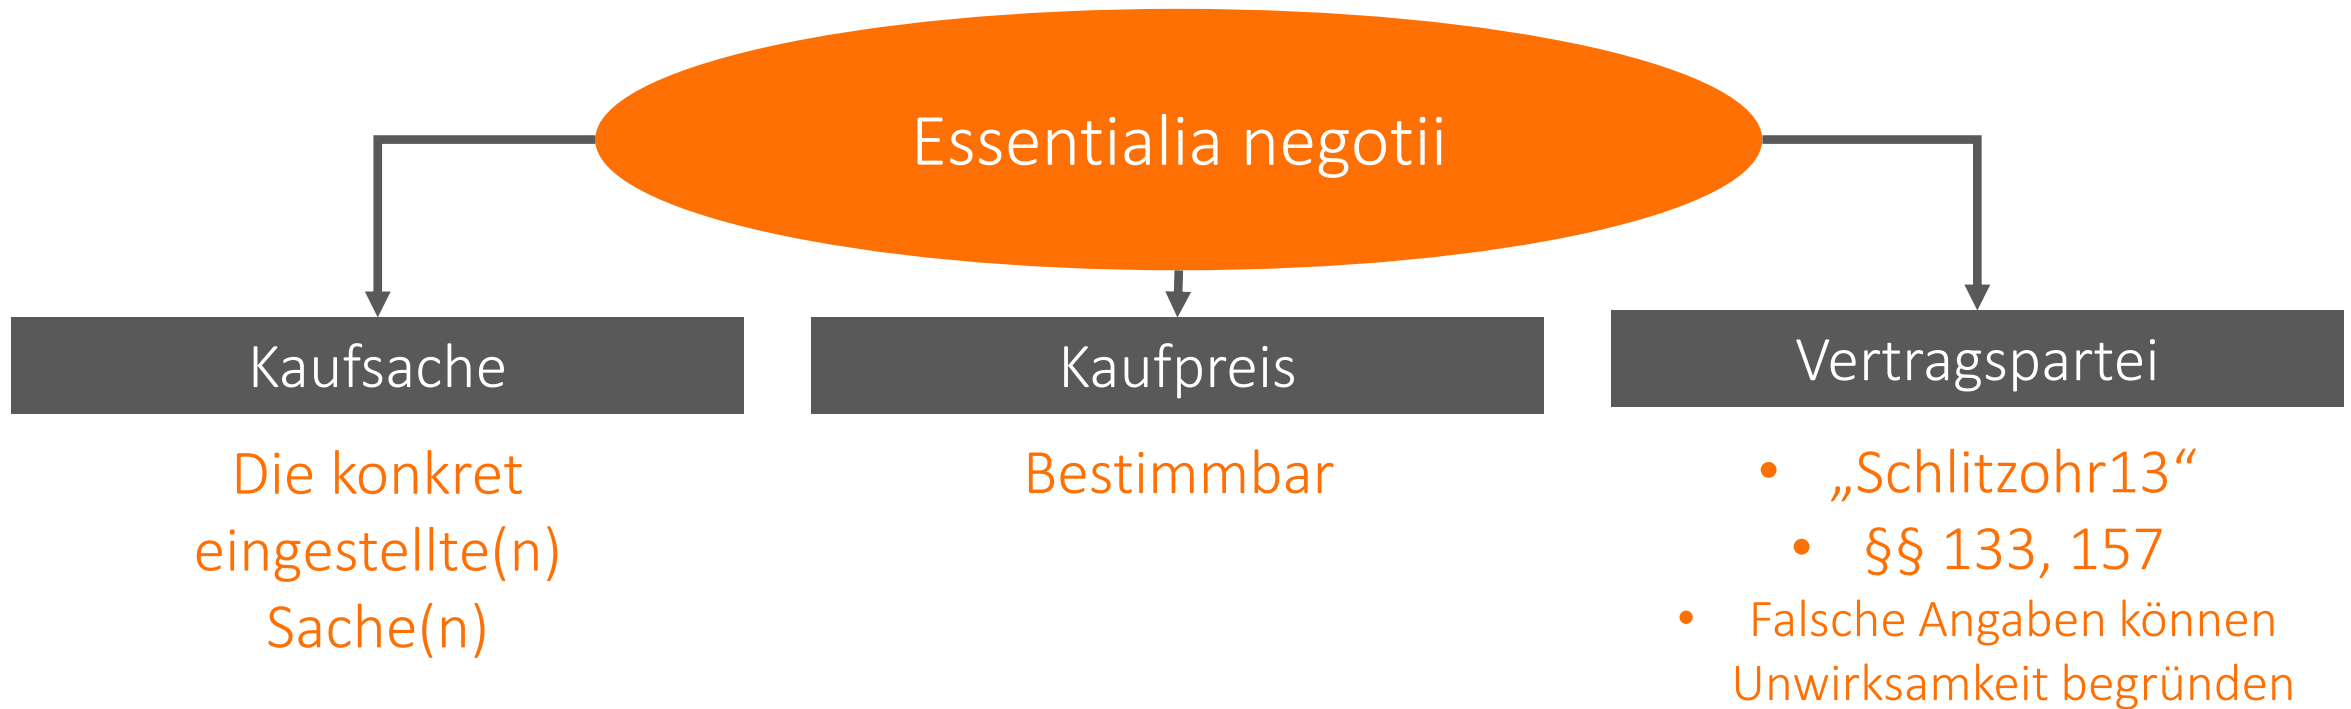 Essentialia negotii
Kaufsache
Die konkret
eingestellte(n)
Sache(n)
Kaufpreis
Bestimmbar
Vertragspartei
• „Schlitzohr13“
• §§ 133, 157
• Falsche Angaben können
Unwirksamkeit begründen